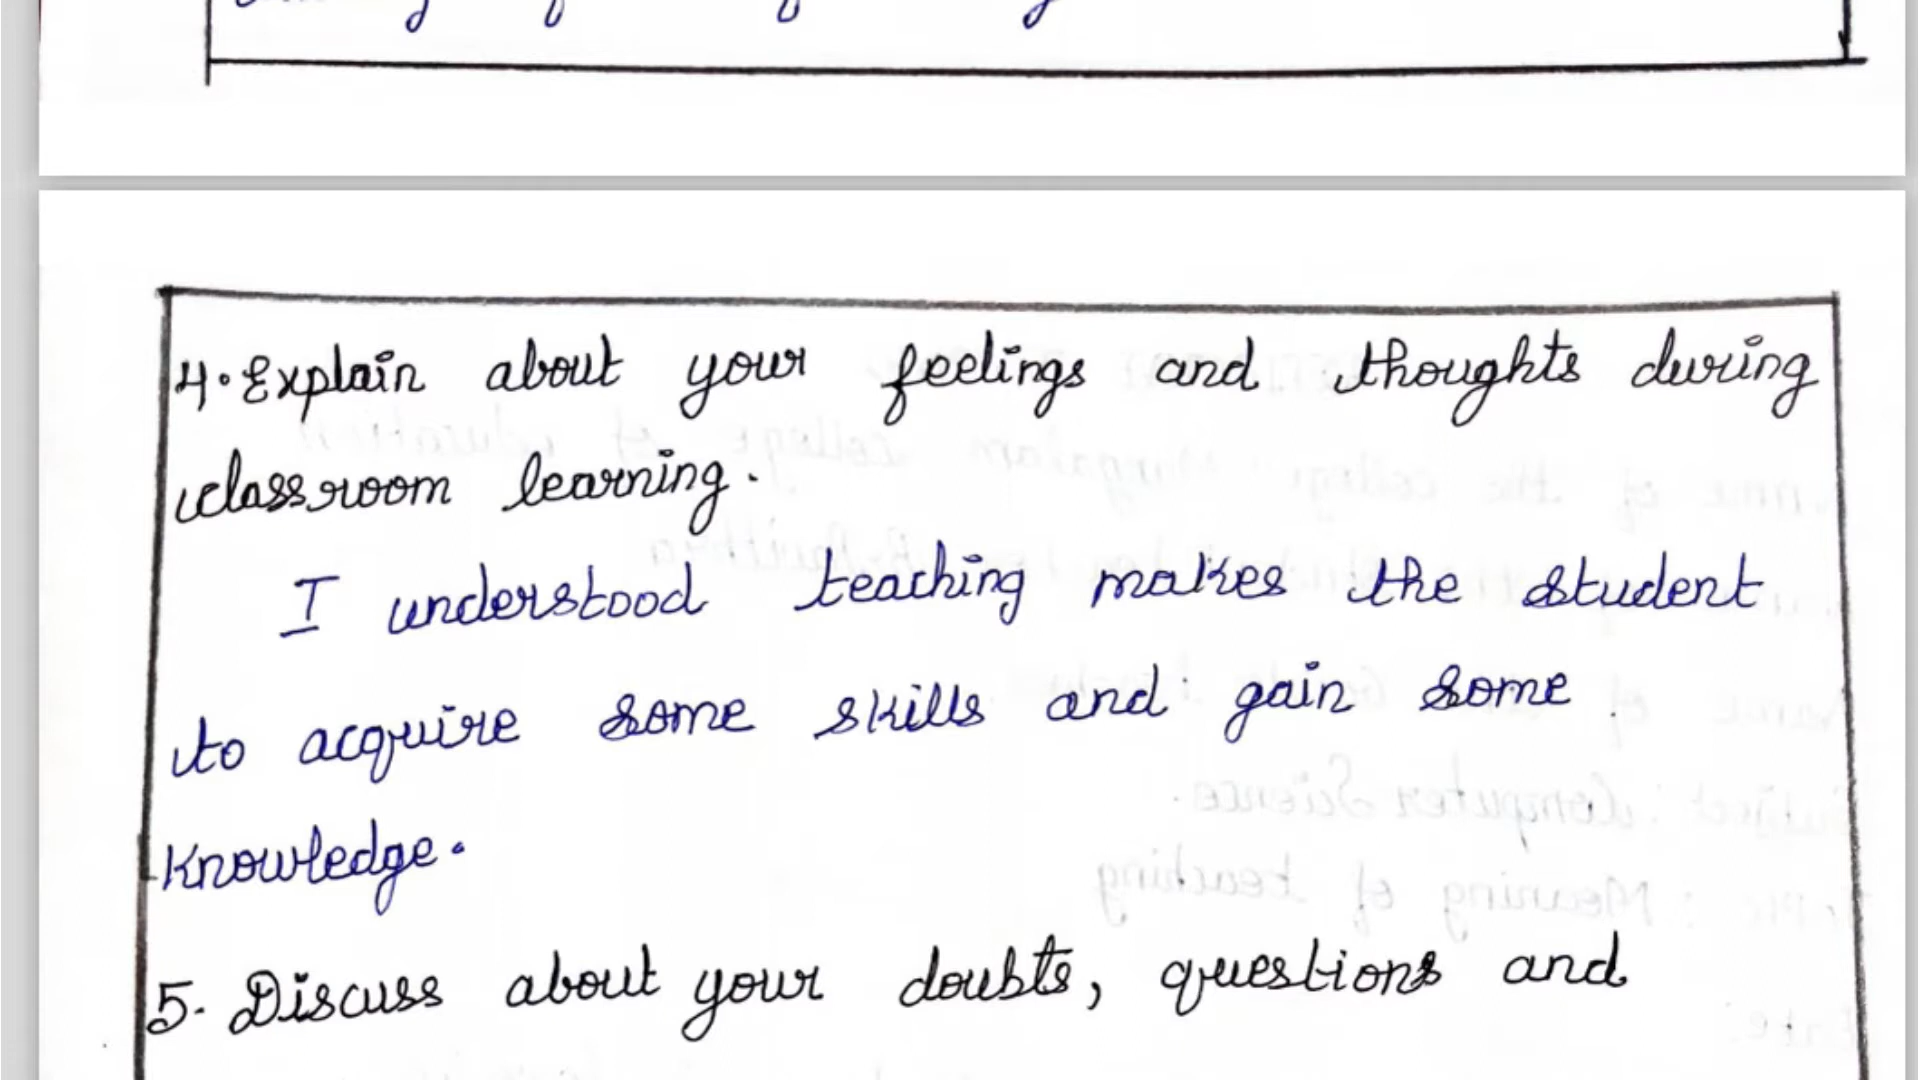 4. Explain about your feelings and thoughts during
classroom learning.
I understood teaching makes the student
to acquire some skills and gain some
knowledge.
5. Discuss about your doubts, questions and